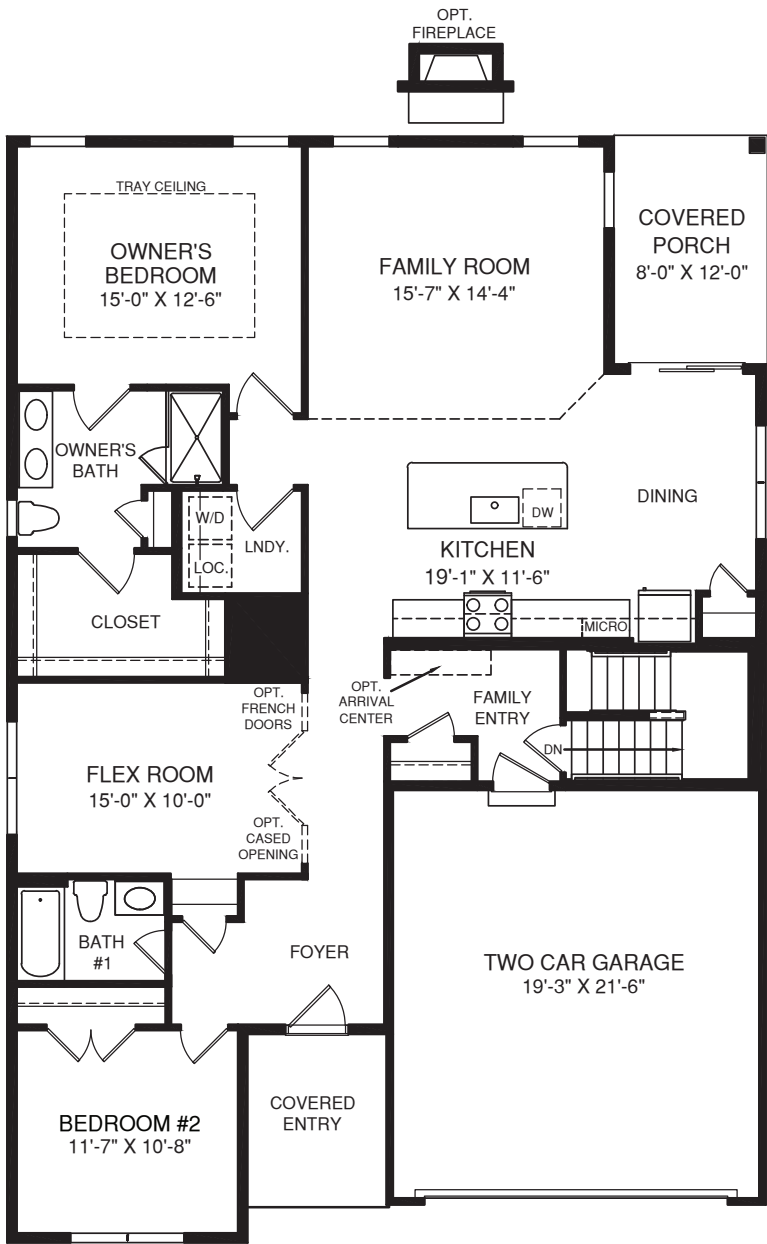 OPT.
FIREPLACE
TRAY CEILING
OWNER'S
BEDROOM
15'-0" X 12'-6"
FAMILY ROOM
15'-7" X 14'-4"
COVERED
PORCH
8'-0" X 12'-0"
OWNER'S
BATH
W/D
LOC.
LNDY.
DW
DINING
KITCHEN
19'-1" X 11'-6"
MICRO
CLOSET
OPT.
FRENCH
DOORS
OPT.
ARRIVAL
CENTER
FAMILY
ENTRY
DN
FLEX ROOM
15'-0" X 10'-0"
OPT.
CASED
OPENING
BATH
#1
FOYER
TWO CAR GARAGE
19'-3" X 21'-6"
BEDROOM #2
11'-7" X 10'-8"
COVERED
ENTRY